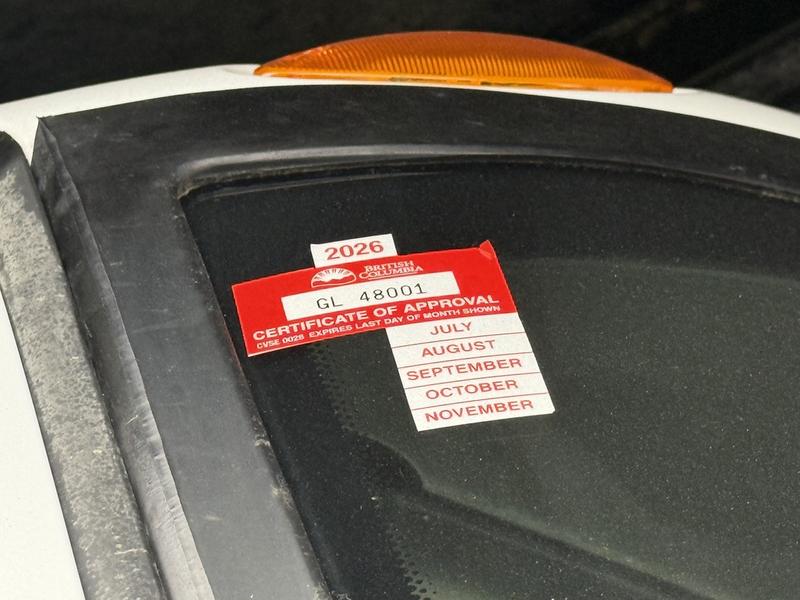 2026
BRITISH
COLUMBIA
GL 48001
CERTIFICATE OF APPROVAL
CVSE 0028 EXPIRES LAST DAY OF MONTH SHOWN
JULY
AUGUST
SEPTEMBER
OCTOBER
NOVEMBER